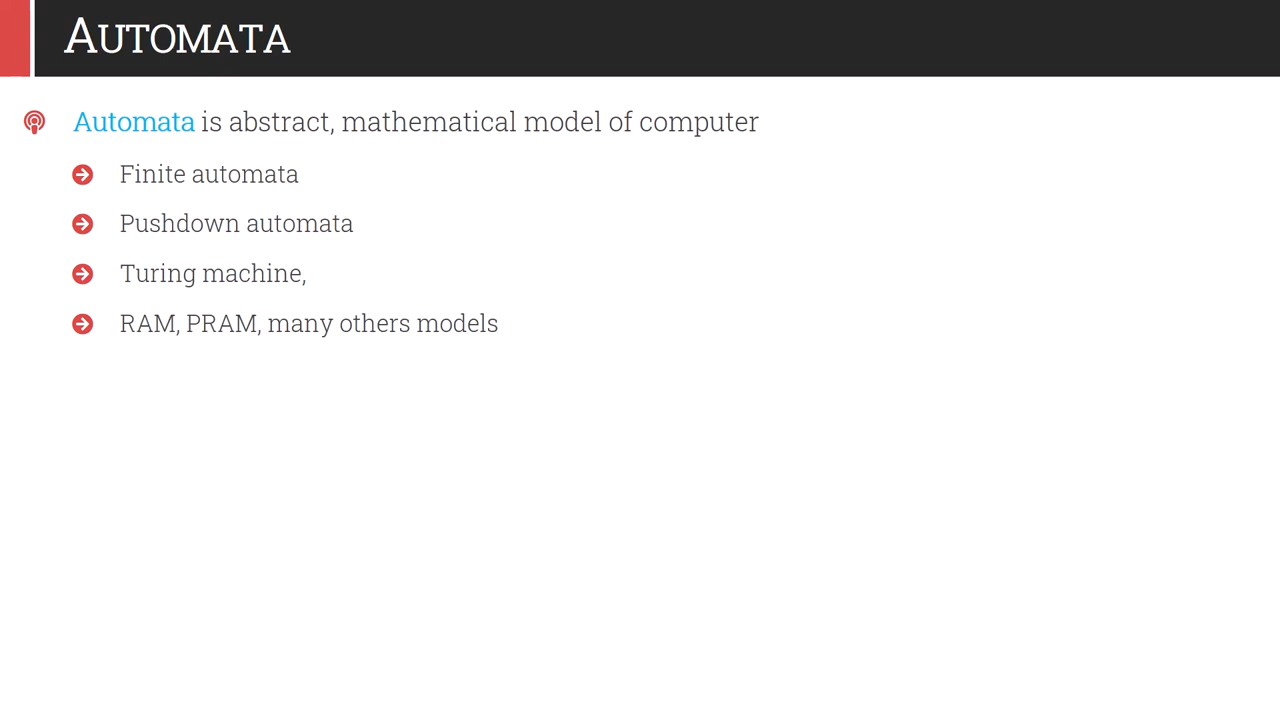 AUTOMATA
Automata is abstract, mathematical model of computer
Finite automata
Pushdown automata
Turing machine,
RAM, PRAM, many others models